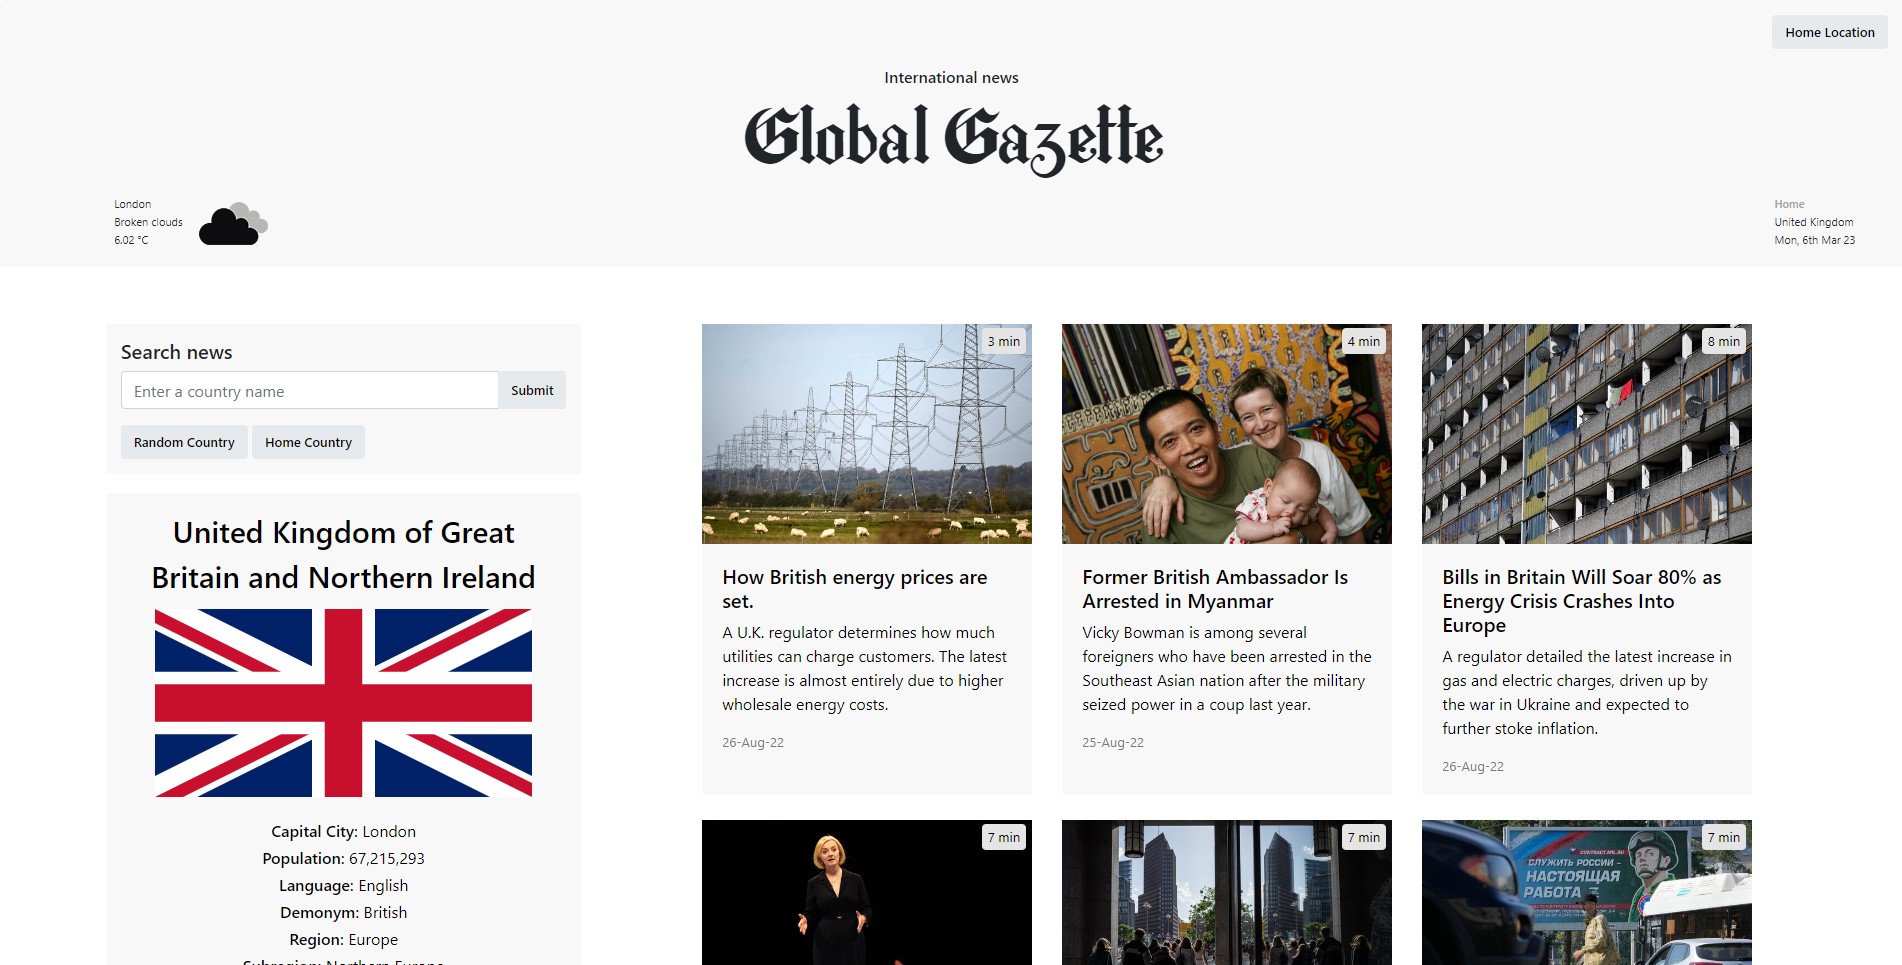 Home Location
International news
Global Gazette
London
Broken clouds
6.02 °C
Home
United Kingdom
Mon, 6th Mar 23
Search news
Enter a country name
Submit
Random Country
Home Country
United Kingdom of Great
Britain and Northern Ireland
Capital City: London
Population: 67,215,293
Language: English
Demonym: British
Region: Europe
Subregion: Northern Europe
3 min
How British energy prices are
set.
A U.K. regulator determines how much
utilities can charge customers. The latest
increase is almost entirely due to higher
wholesale energy costs.
26-Aug-22
4 min
Former British Ambassador Is
Arrested in Myanmar
Vicky Bowman is among several
foreigners who have been arrested in the
Southeast Asian nation after the military
seized power in a coup last year.
25-Aug-22
8 min
Bills in Britain Will Soar 80% as
Energy Crisis Crashes Into
Europe
A regulator detailed the latest increase in
gas and electric charges, driven up by
the war in Ukraine and expected to
further stoke inflation.
26-Aug-22
7 min
7 min
7 min
СЛУЖИТЬ РОССИИ –
НАСТОЯЩАЯ
РАБОТА